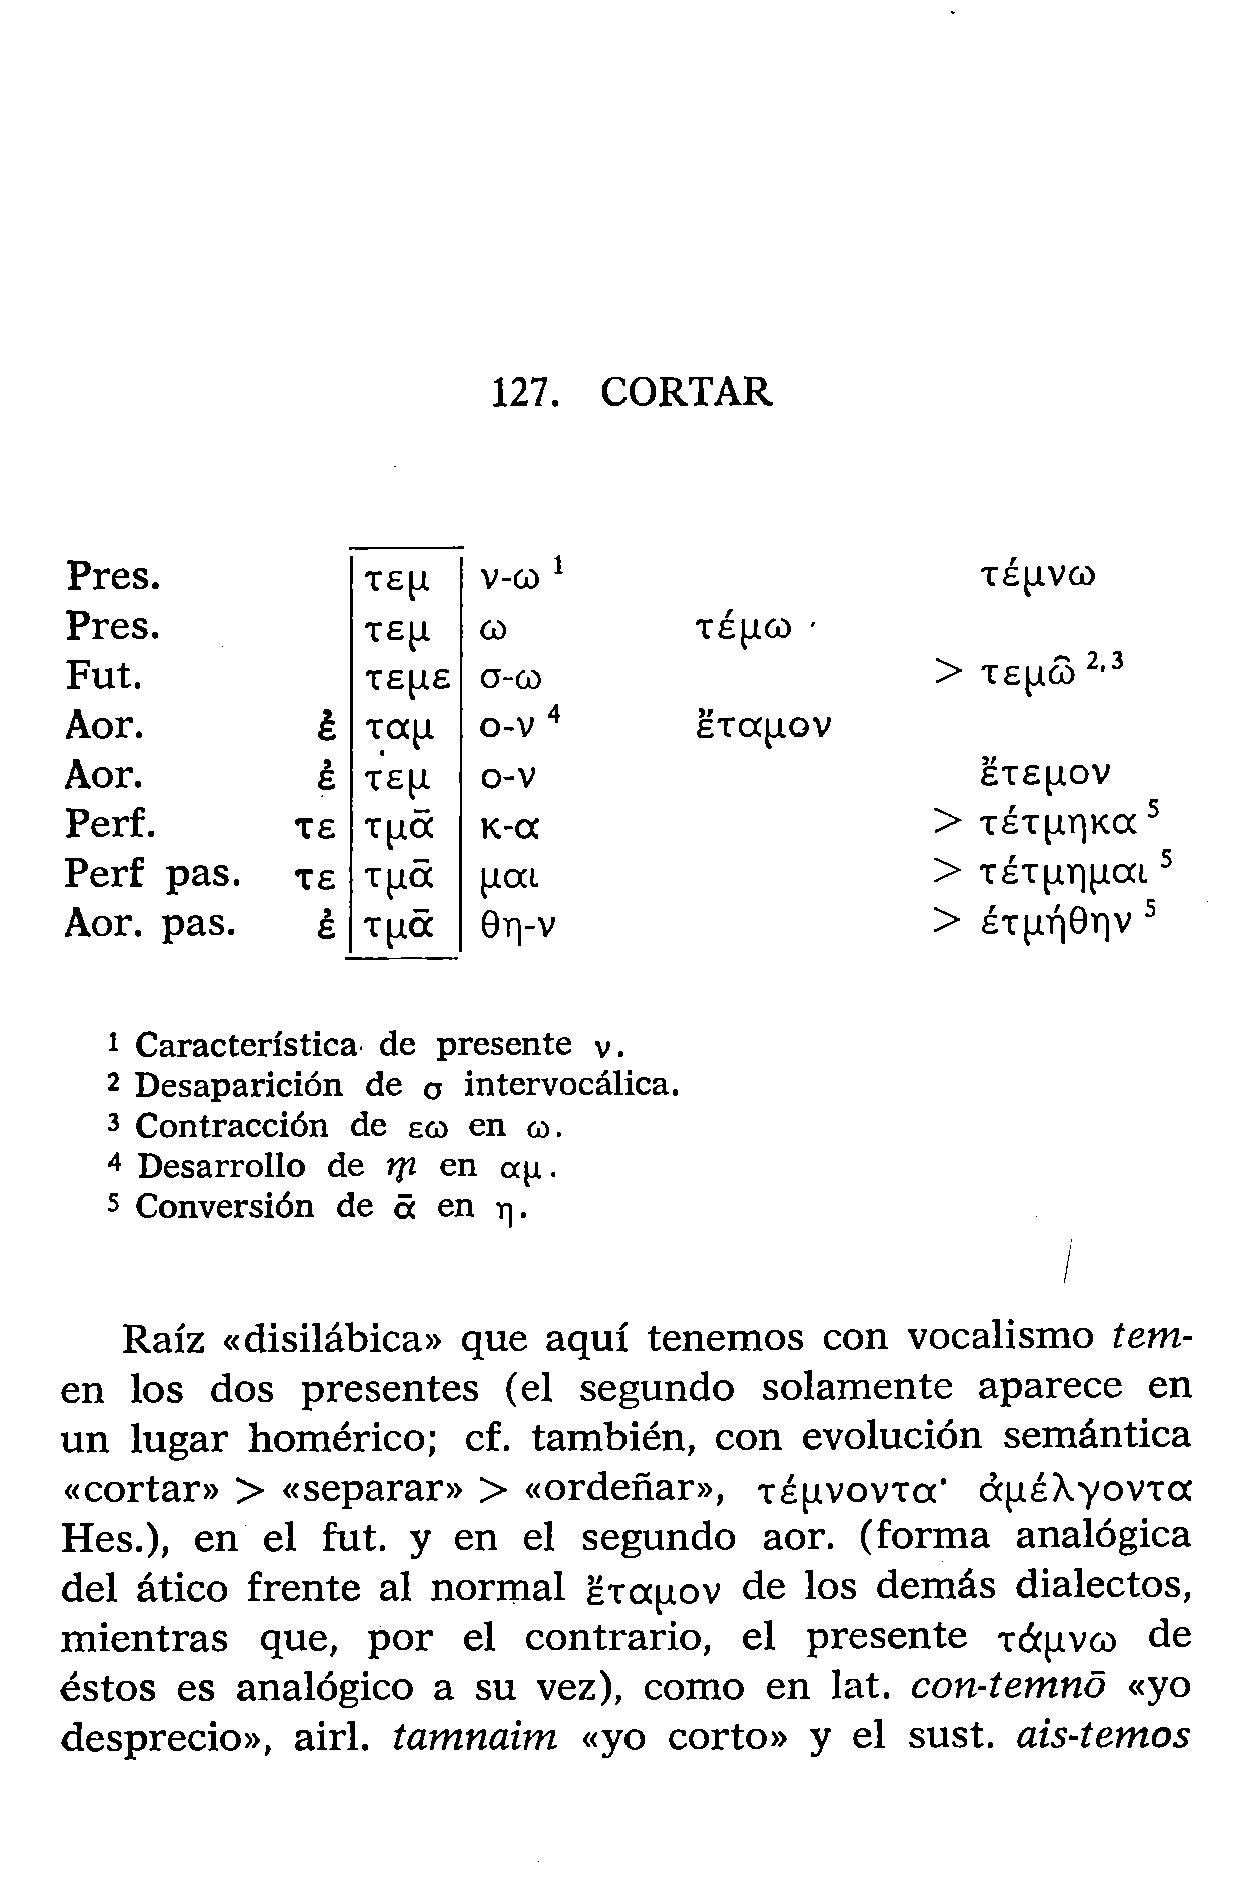 127. CORTAR
Pres. τεμ ν-ω ¹ τέμνω
Pres. τεμ ω τέμω
Fut. τεμε σ-ω > τεμῶ ²,³
Aor. ἐ ταμ ο-ν ⁴ ἔταμον
Aor. ἐ τεμ ο-ν ἔτεμον
Perf. τε τμᾱ κ-α > τέτμηκα ⁵
Perf pas. τε τμᾱ μαι > τέτμημαι ⁵
Aor. pas. ἐ τμᾱ θη-ν > ἐτμήθην ⁵
¹ Característica de presente ν.
² Desaparición de σ intervocálica.
³ Contracción de εω en ω.
⁴ Desarrollo de m̥ en αμ.
⁵ Conversión de ᾱ en η.
Raíz «disilábica» que aquí tenemos con vocalismo tem-
en los dos presentes (el segundo solamente aparece en
un lugar homérico; cf. también, con evolución semántica
«cortar» > «separar» > «ordeñar», τέμνοντα· ἀμέλγοντα
Hes.), en el fut. y en el segundo aor. (forma analógica
del ático frente al normal ἔταμον de los demás dialectos,
mientras que, por el contrario, el presente τάμνω de
éstos es analógico a su vez), como en lat. con-temnō «yo
desprecio», airl. tamnaim «yo corto» y el sust. ais-temos